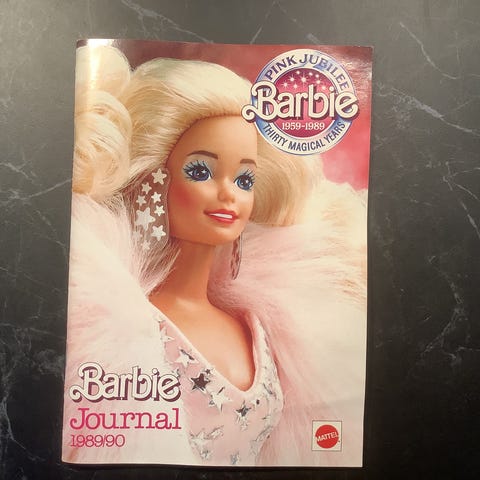 PINK JUBILEE
Barbie
1959-1989
THIRTY MAGICAL YEARS
Barbie
Journal
1989/90
MATTEL